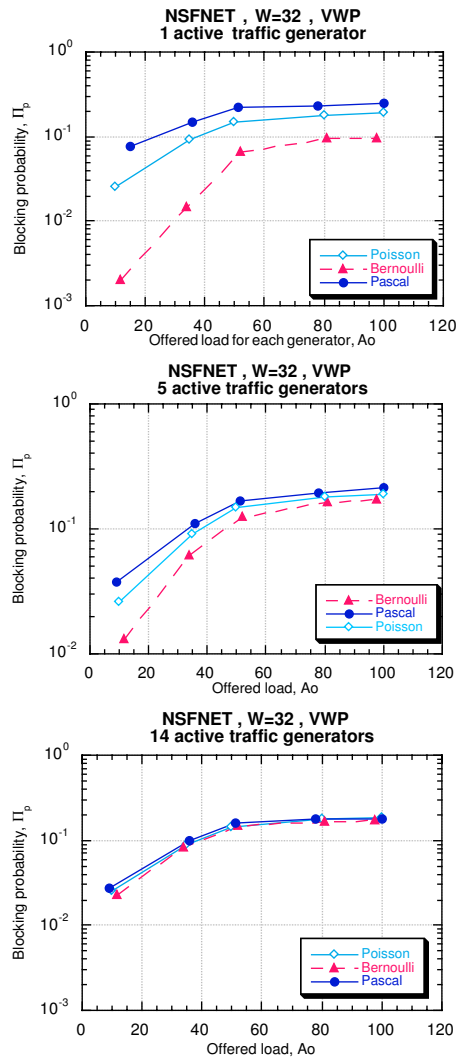 NSFNET , W=32 , VWP
1 active traffic generator
Blocking probability, Π_p
10^0
10^-1
10^-2
10^-3
Poisson
Bernoulli
Pascal
0 20 40 60 80 100 120
Offered load for each generator, Ao
NSFNET , W=32 , VWP
5 active traffic generators
Blocking probability, Π_p
10^0
10^-1
10^-2
Bernoulli
Pascal
Poisson
0 20 40 60 80 100 120
Offered load, Ao
NSFNET , W=32 , VWP
14 active traffic generators
Blocking probability, Π_p
10^0
10^-1
10^-2
10^-3
Poisson
Bernoulli
Pascal
0 20 40 60 80 100 120
Offered load, Ao